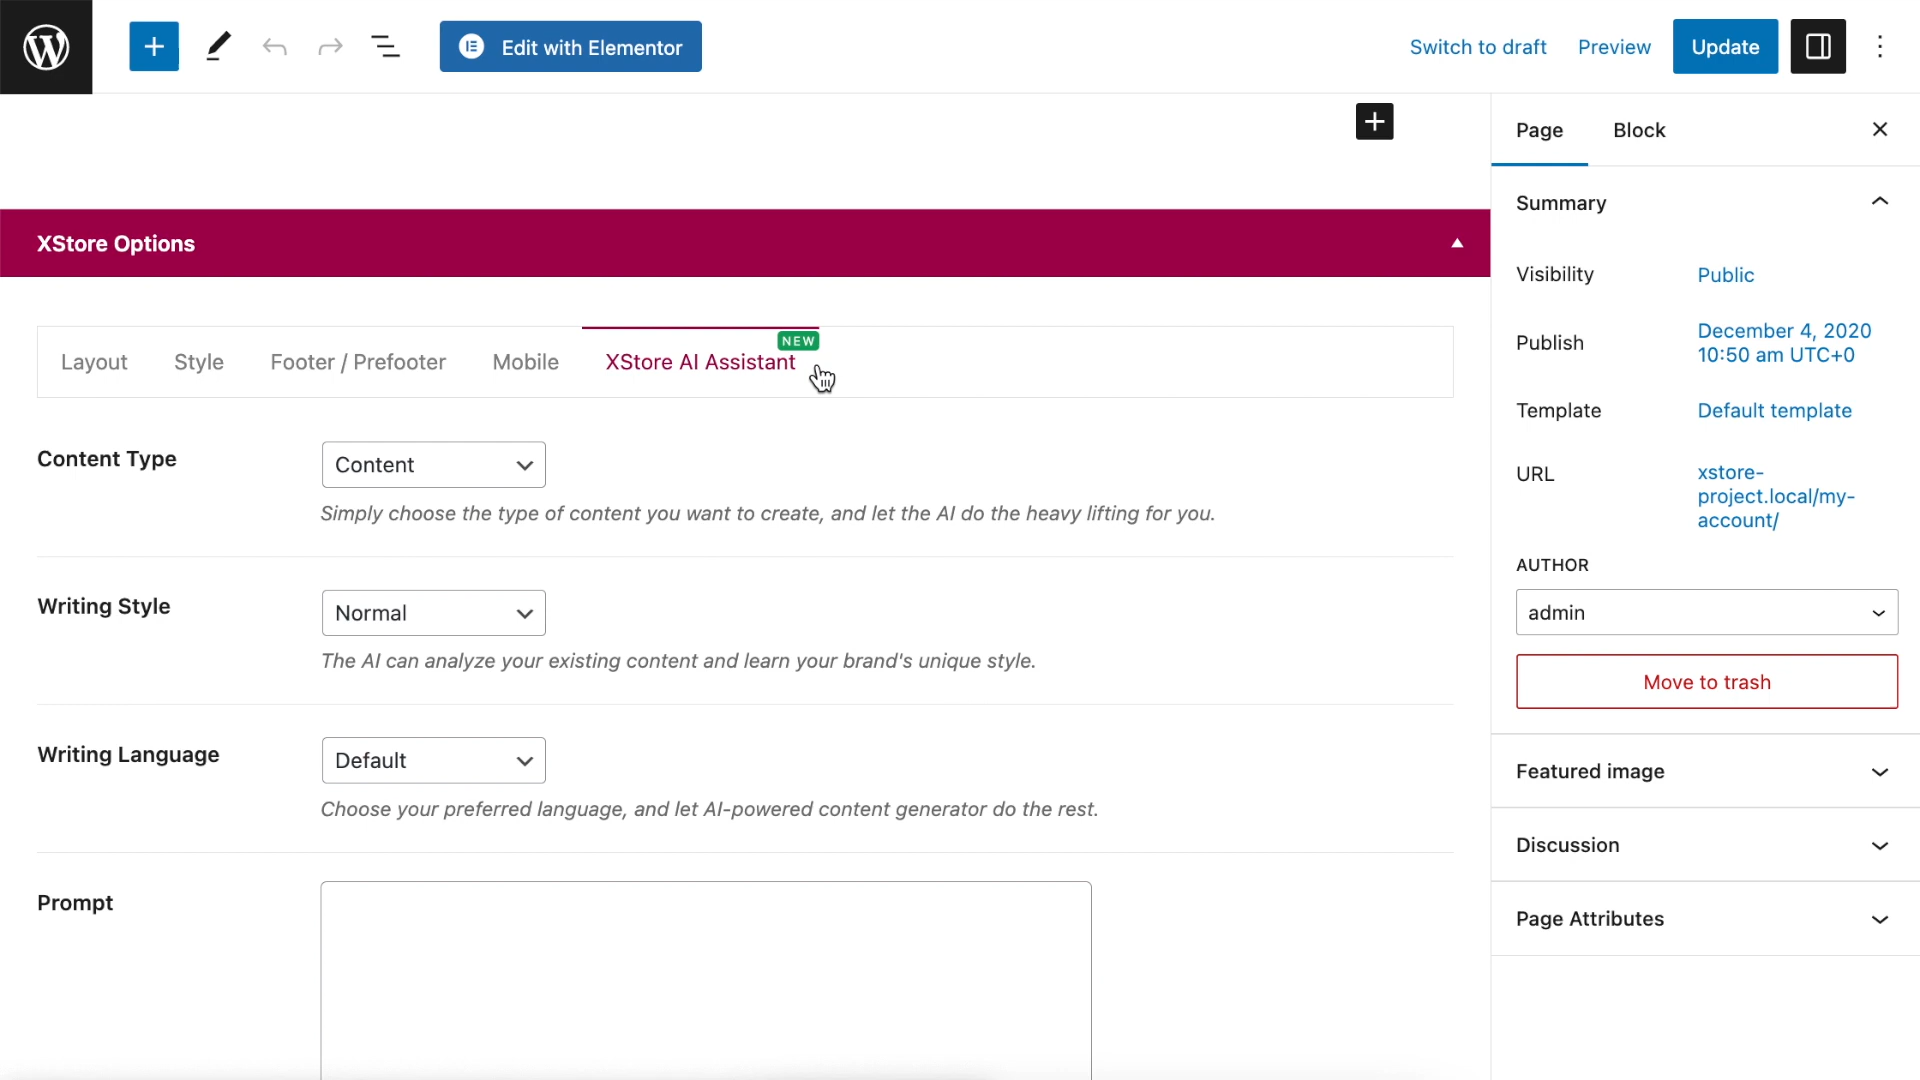 Edit with Elementor
Switch to draft
Preview
Update
Page
Block
Summary
XStore Options
Visibility
Public
Publish
December 4, 2020
10:50 am UTC+0
NEW
Layout
Style
Footer / Prefooter
Mobile
XStore AI Assistant
Template
Default template
Content Type
Content
Simply choose the type of content you want to create, and let the AI do the heavy lifting for you.
URL
xstore-
project.local/my-
account/
AUTHOR
admin
Writing Style
Normal
The AI can analyze your existing content and learn your brand's unique style.
Move to trash
Writing Language
Default
Choose your preferred language, and let AI-powered content generator do the rest.
Featured image
Discussion
Prompt
Page Attributes